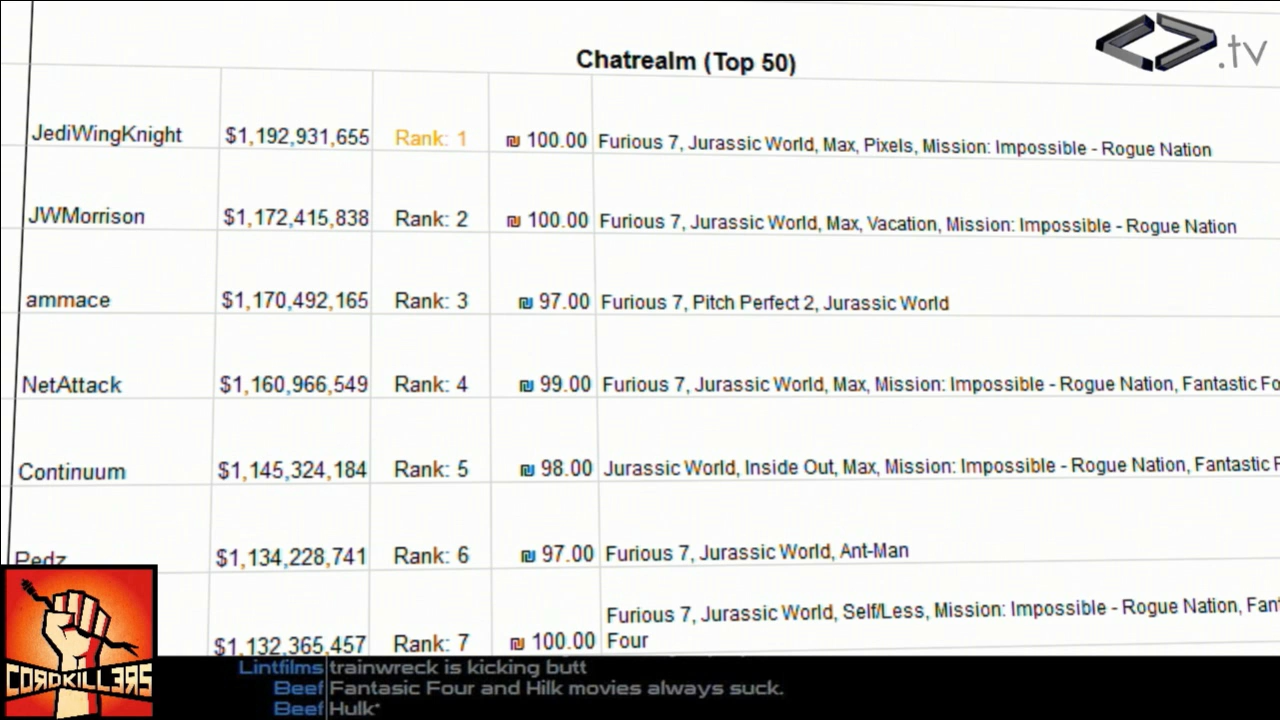 Chatrealm (Top 50)
<>.tv
JediWingKnight $1,192,931,655 Rank: 1 ₪ 100.00 Furious 7, Jurassic World, Max, Pixels, Mission: Impossible - Rogue Nation
JWMorrison $1,172,415,838 Rank: 2 ₪ 100.00 Furious 7, Jurassic World, Max, Vacation, Mission: Impossible - Rogue Nation
ammace $1,170,492,165 Rank: 3 ₪ 97.00 Furious 7, Pitch Perfect 2, Jurassic World
NetAttack $1,160,966,549 Rank: 4 ₪ 99.00 Furious 7, Jurassic World, Max, Mission: Impossible - Rogue Nation, Fantastic Fo
Continuum $1,145,324,184 Rank: 5 ₪ 98.00 Jurassic World, Inside Out, Max, Mission: Impossible - Rogue Nation, Fantastic F
Pedz $1,134,228,741 Rank: 6 ₪ 97.00 Furious 7, Jurassic World, Ant-Man
$1,132,365,457 Rank: 7 ₪ 100.00 Furious 7, Jurassic World, Self/Less, Mission: Impossible - Rogue Nation, Fant
Four
CORDKILLERS
Lintfilms trainwreck is kicking butt
Beef Fantasic Four and Hilk movies always suck.
Beef Hulk*